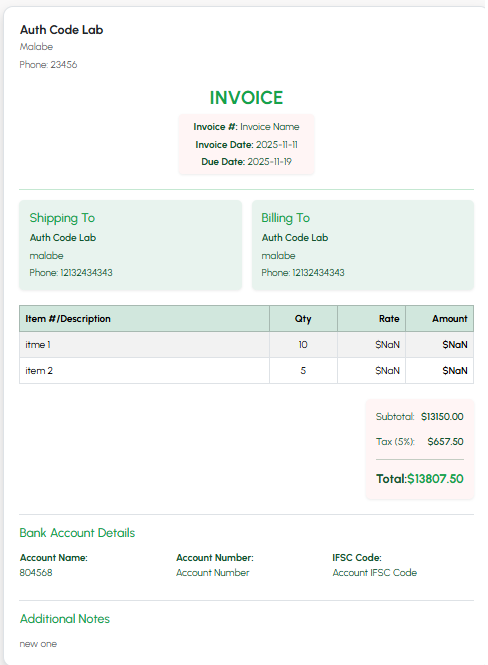 Auth Code Lab
Malabe
Phone: 23456
INVOICE
Invoice #: Invoice Name
Invoice Date: 2025-11-11
Due Date: 2025-11-19
Shipping To
Auth Code Lab
malabe
Phone: 12132434343
Billing To
Auth Code Lab
malabe
Phone: 12132434343
Item #/Description Qty Rate Amount
itme 1 10 $NaN $NaN
item 2 5 $NaN $NaN
Subtotal: $13150.00
Tax (5%): $657.50
Total:$13807.50
Bank Account Details
Account Name: Account Number: IFSC Code:
804568 Account Number Account IFSC Code
Additional Notes
new one